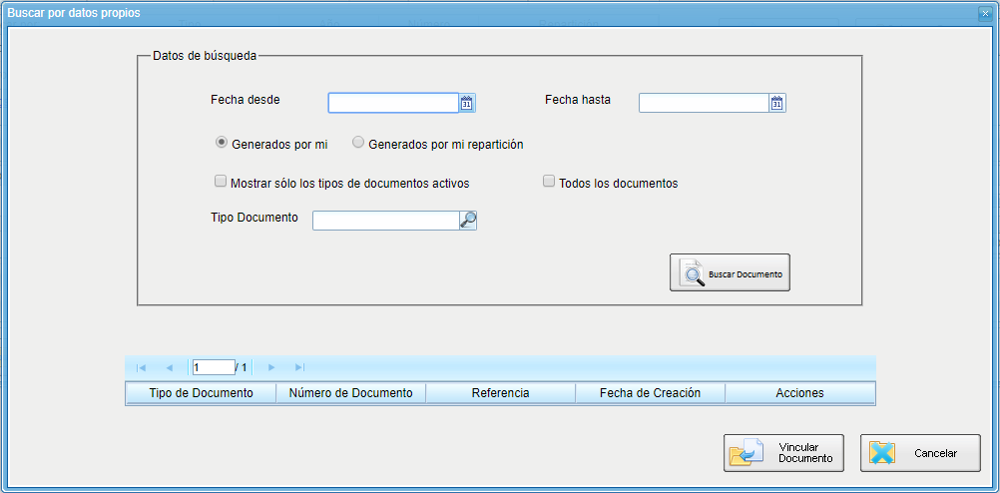 Buscar por datos propios
Datos de búsqueda
Fecha desde 31 Fecha hasta 31
Generados por mi Generados por mi repartición
Mostrar sólo los tipos de documentos activos Todos los documentos
Tipo Documento
Buscar Documento
1 / 1
Tipo de Documento Número de Documento Referencia Fecha de Creación Acciones
Vincular
Documento
Cancelar